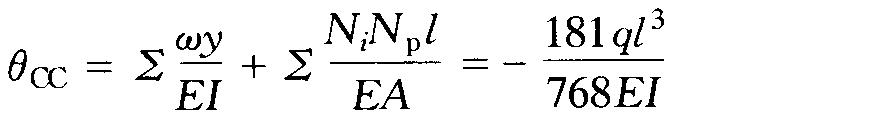 θ_CC = Σ ωy/EI + Σ N_i N_p l/EA = − 181ql³/768EI